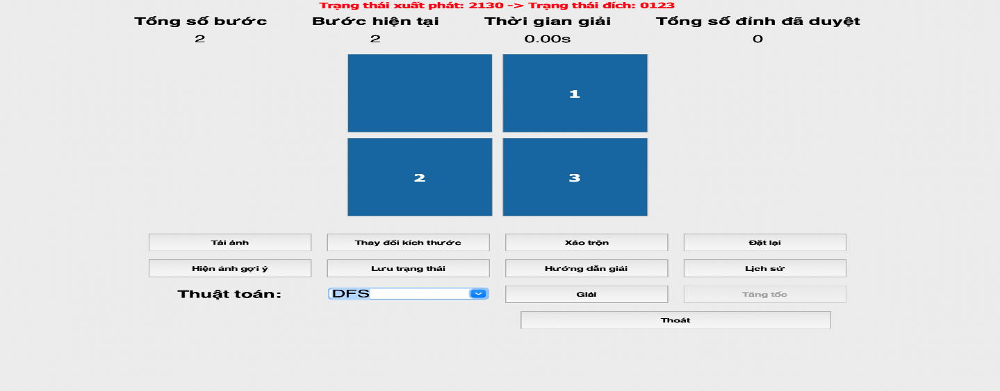 Trạng thái xuất phát: 2130 -> Trạng thái đích: 0123
Tổng số bước Bước hiện tại Thời gian giải Tổng số đỉnh đã duyệt
2 2 0.00s 0
1
2 3
Tải ảnh Thay đổi kích thước Xáo trộn Đặt lại
Hiện ảnh gợi ý Lưu trạng thái Hướng dẫn giải Lịch sử
Thuật toán: DFS Giải Tăng tốc
Thoát